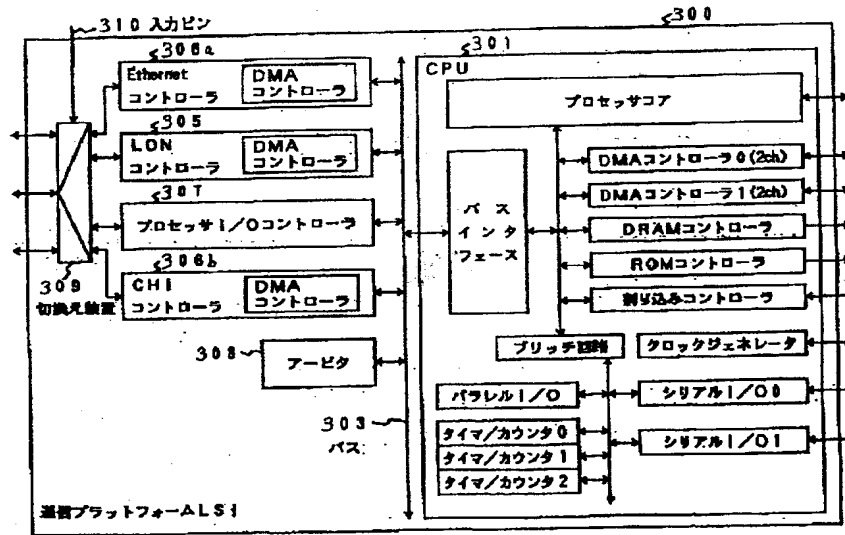 310 入力ピン
300
306a
301
Ethernet
コントローラ
DMA
コントローラ
CPU
プロセッサコア
305
LON
コントローラ
DMA
コントローラ
307
プロセッサI/Oコントローラ
バス
インタ
フェース
DMAコントローラ0(2ch)
DMAコントローラ1(2ch)
DRAMコントローラ
ROMコントローラ
割り込みコントローラ
309
切換え装置
306b
CHI
コントローラ
DMA
コントローラ
308
アービタ
ブリッチ回路
クロックジェネレータ
303
バス
パラレルI/O
シリアルI/O0
タイマ/カウンタ0
タイマ/カウンタ1
タイマ/カウンタ2
シリアルI/O1
通信プラットフォームLSI